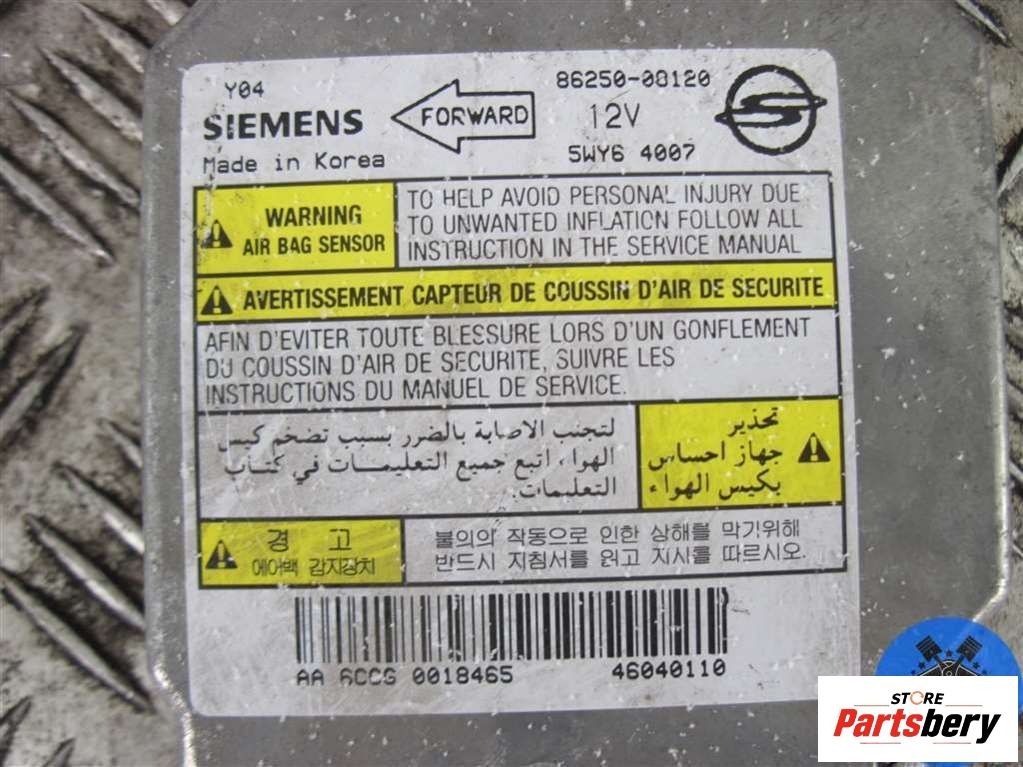 Y04
SIEMENS
Made in Korea
FORWARD
86250-08120
12V
5WY6 4007
WARNING
AIR BAG SENSOR
TO HELP AVOID PERSONAL INJURY DUE
TO UNWANTED INFLATION FOLLOW ALL
INSTRUCTION IN THE SERVICE MANUAL
AVERTISSEMENT CAPTEUR DE COUSSIN D'AIR DE SECURITE
AFIN D'EVITER TOUTE BLESSURE LORS D'UN GONFLEMENT
DU COUSSIN D'AIR DE SECURITE, SUIVRE LES
INSTRUCTIONS DU MANUEL DE SERVICE.
تحذير
جهاز احساس
بكيس الهواء
لتجنب الاصابة بالضرر بسبب تضخم كيس
الهواء، اتبع جميع التعليمات في كتاب
التعليمات.
경 고
에어백 감지장치
불의의 작동으로 인한 상해를 막기위해
반드시 지침서를 읽고 지시를 따르시오.
AA 6CCG 0018465
46040110
STORE
Partsbery